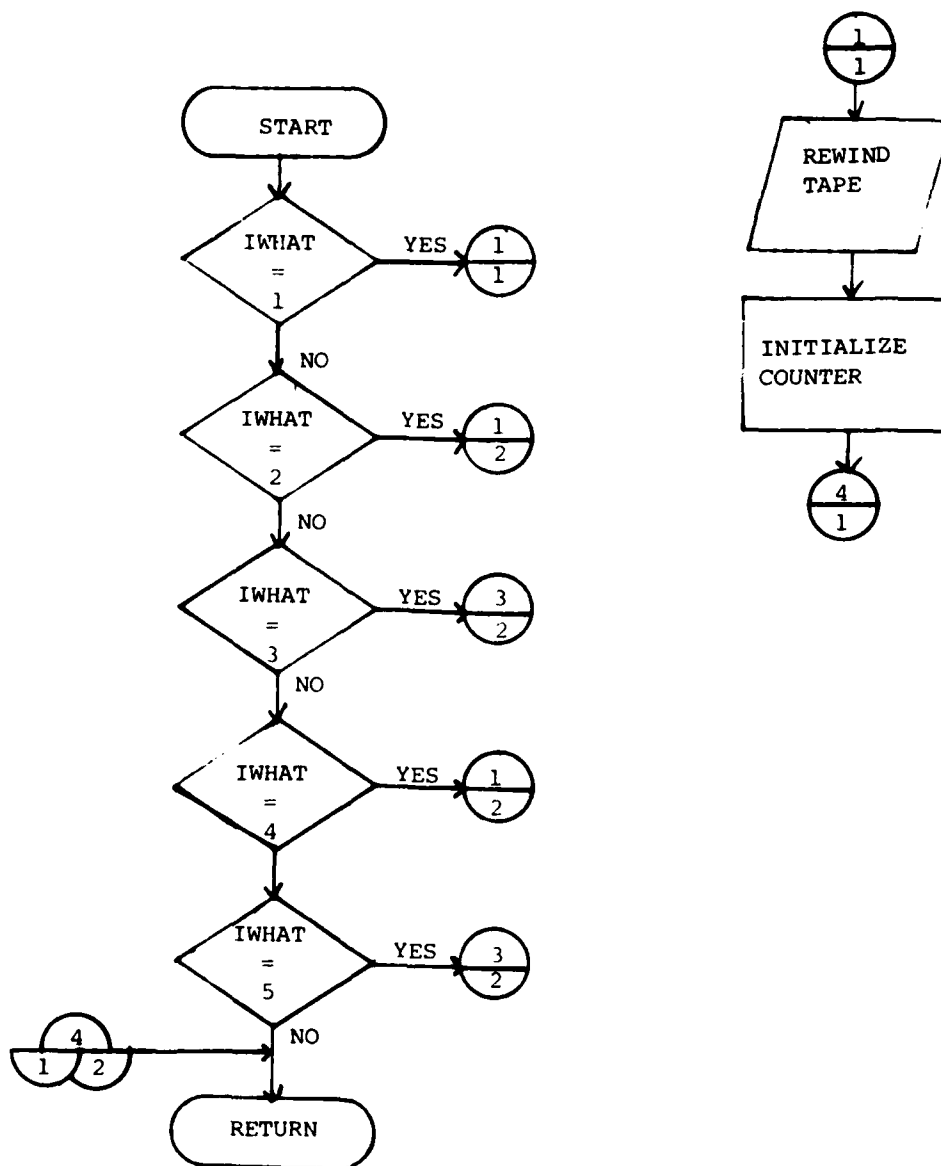 START
IWHAT
=
1
YES
1
1
NO
IWHAT
=
2
YES
1
2
NO
IWHAT
=
3
YES
3
2
NO
IWHAT
=
4
YES
1
2
IWHAT
=
5
YES
3
2
NO
4
1 2
RETURN
1
1
REWIND
TAPE
INITIALIZE
COUNTER
4
1